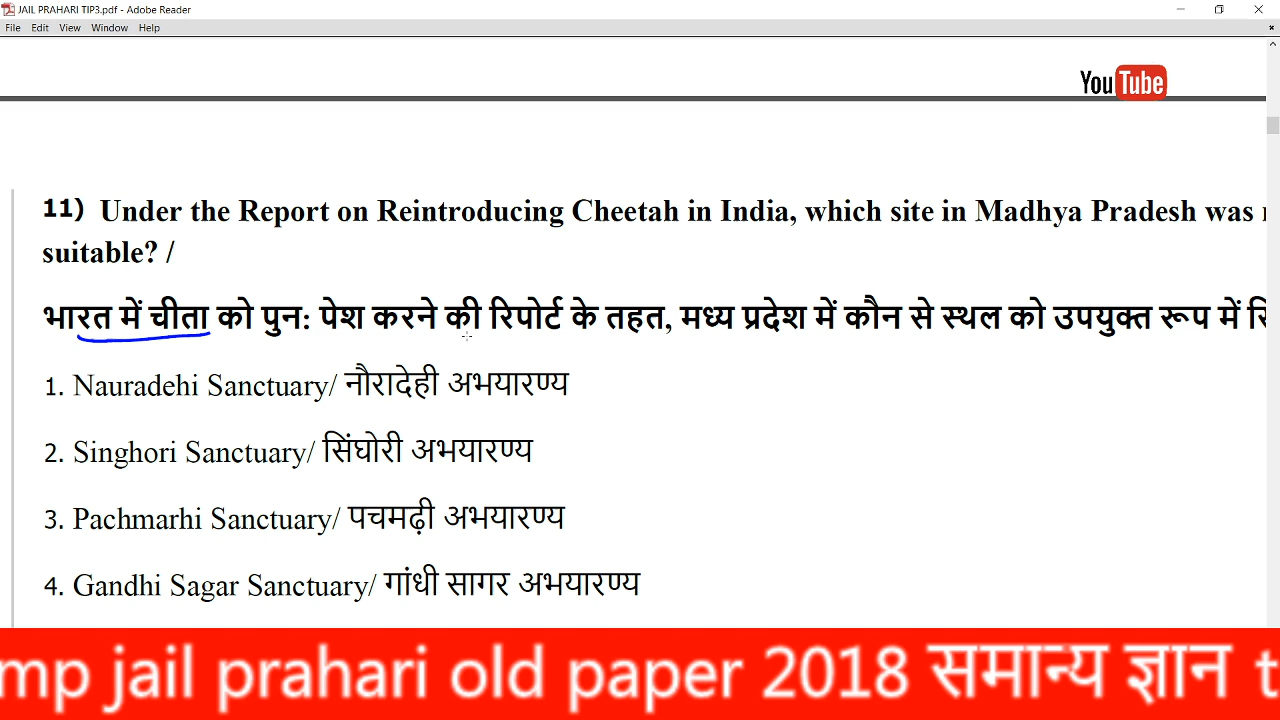 JAIL PRAHARI TIP3.pdf - Adobe Reader
File Edit View Window Help
YouTube
11) Under the Report on Reintroducing Cheetah in India, which site in Madhya Pradesh was
suitable? /
भारत में चीता को पुन: पेश करने की रिपोर्ट के तहत, मध्य प्रदेश में कौन से स्थल को उपयुक्त रूप में
1. Nauradehi Sanctuary/ नौरादेही अभयारण्य
2. Singhori Sanctuary/ सिंघोरी अभयारण्य
3. Pachmarhi Sanctuary/ पचमढ़ी अभयारण्य
4. Gandhi Sagar Sanctuary/ गांधी सागर अभयारण्य
mp jail prahari old paper 2018 समान्य ज्ञान t